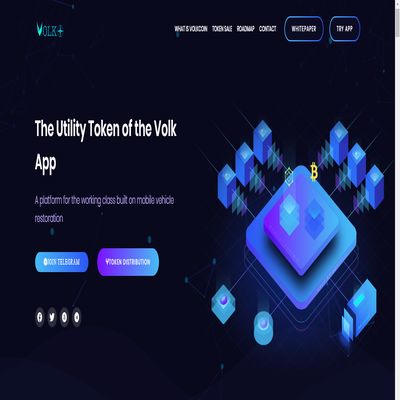 VOLK
WHAT IS VOLKCOIN TOKEN SALE ROADMAP CONTACT WHITEPAPER TRY APP
The Utility Token of the Volk
App
A platform for the working class built on mobile vehicle
restoration
JOIN TELEGRAM TOKEN DISTRIBUTION